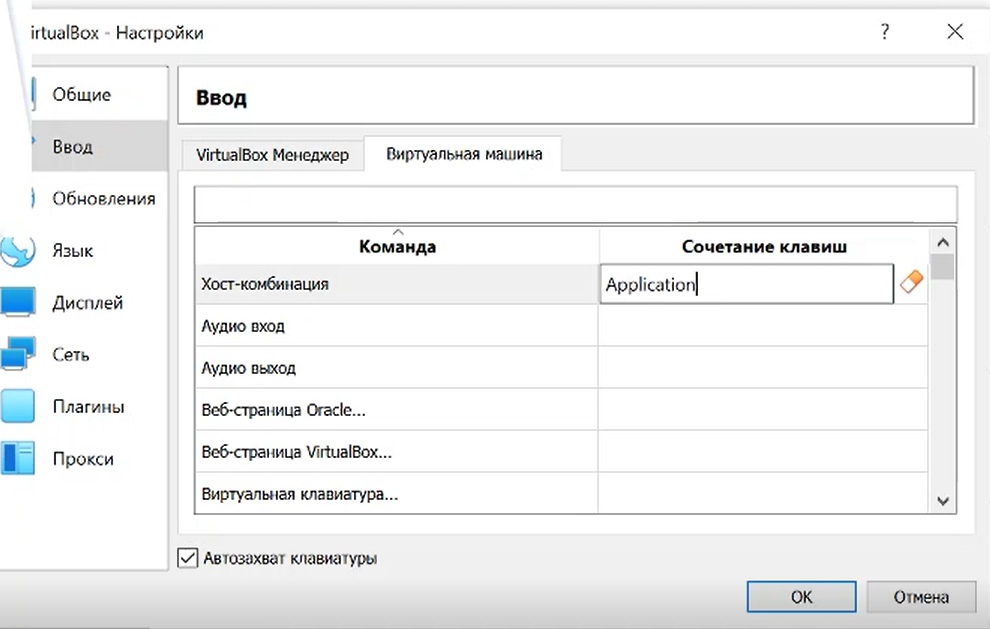 irtualBox - Настройки ?
Общие
Ввод
Обновления
Язык
Дисплей
Сеть
Плагины
Прокси
Ввод
VirtualBox Менеджер Виртуальная машина
Команда Сочетание клавиш
Хост-комбинация Application
Аудио вход
Аудио выход
Веб-страница Oracle...
Веб-страница VirtualBox...
Виртуальная клавиатура...
Автозахват клавиатуры
OK Отмена